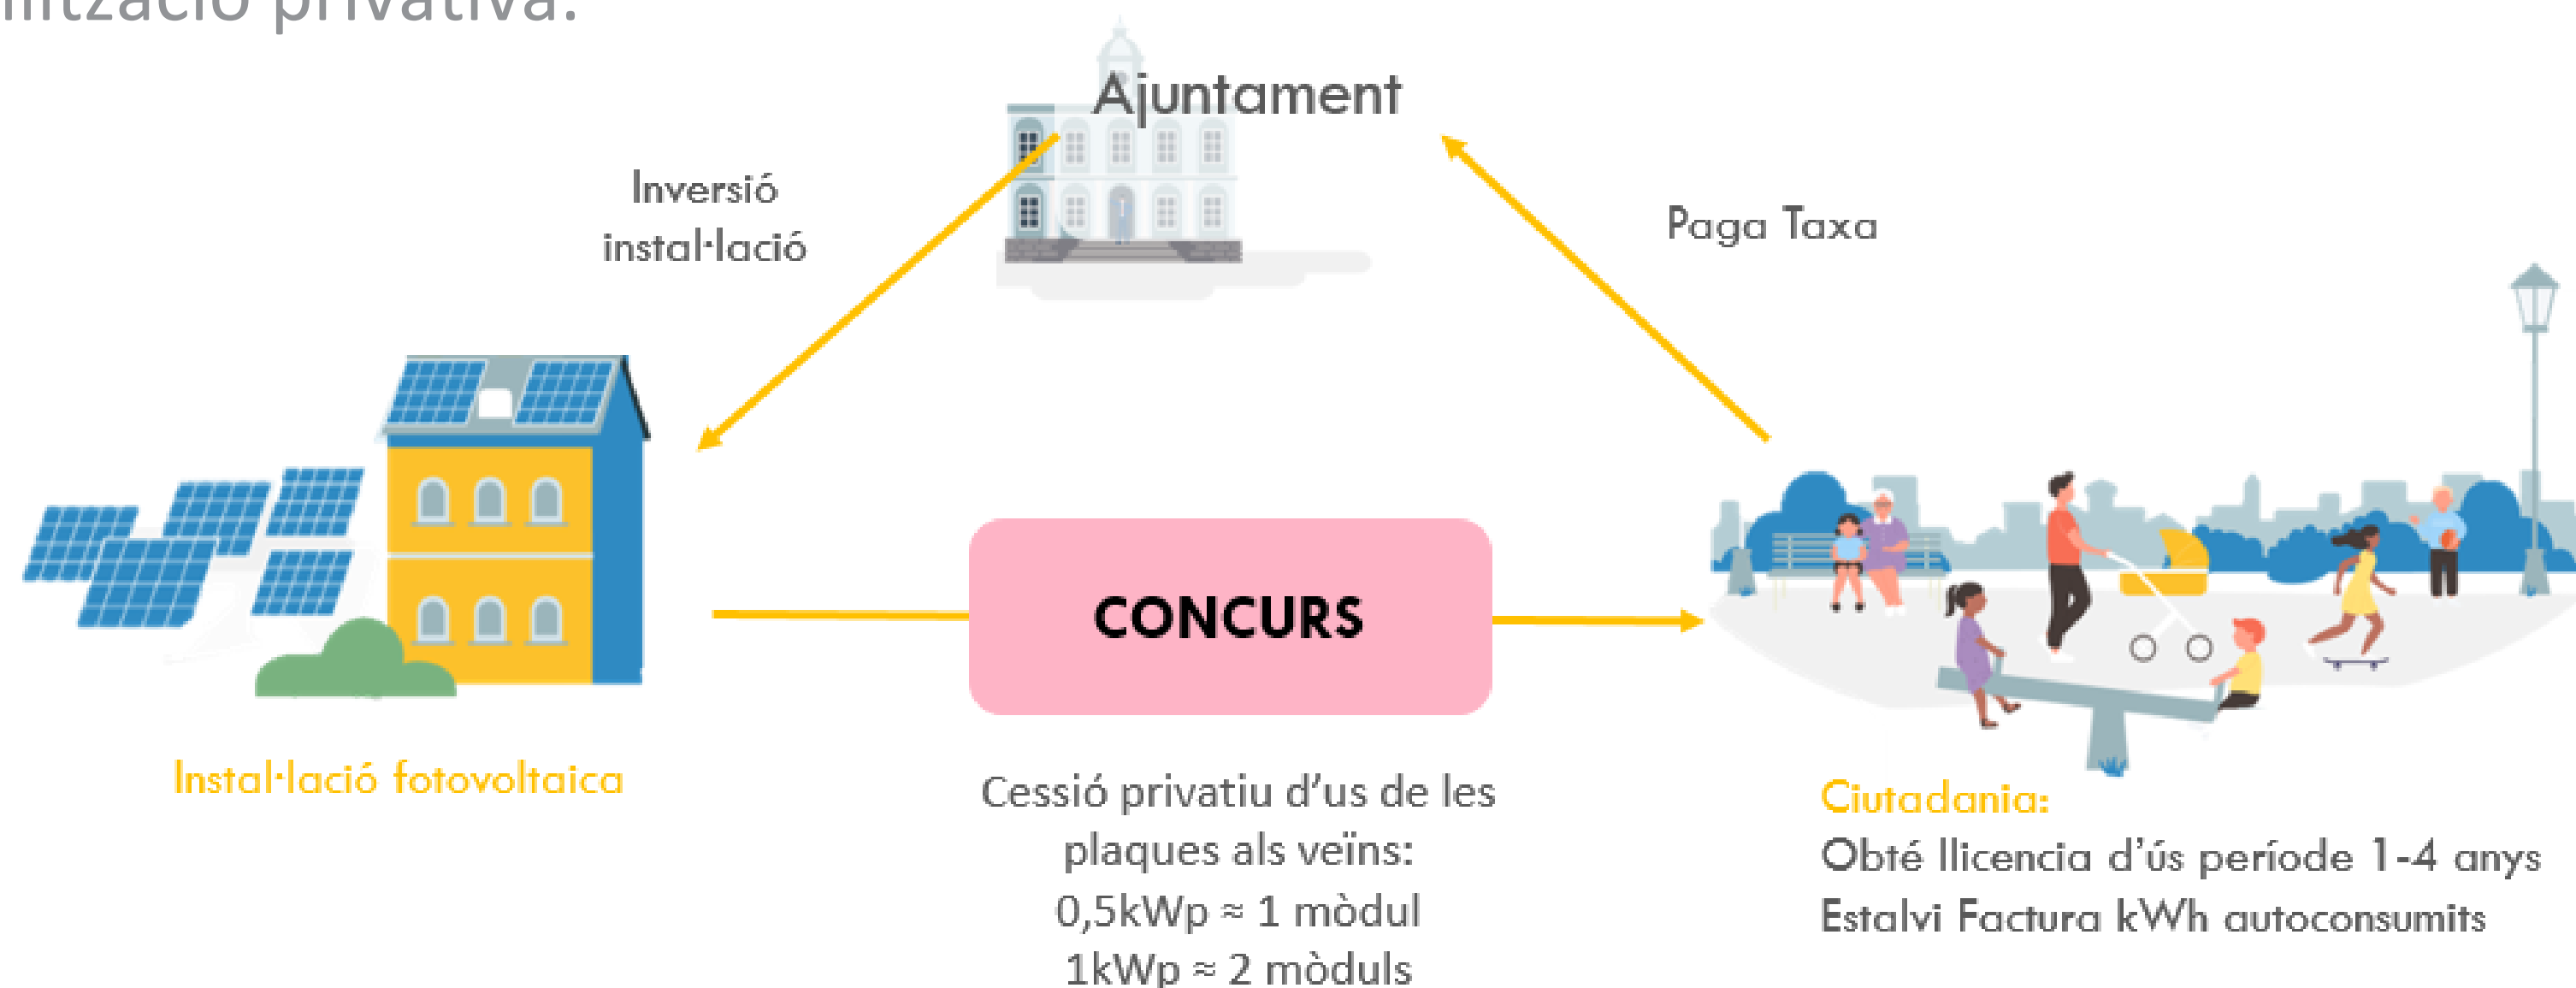 privativa:
Ajuntament
Inversió
instal·lació
Paga Taxa
CONCURS
Instal·lació fotovoltaica
Cessió privatiu d'us de les
plaques als veïns:
0,5kWp ≈ 1 mòdul
1kWp ≈ 2 mòduls
Ciutadania:
Obté llicencia d'ús període 1-4 anys
Estalvi Factura kWh autoconsumits